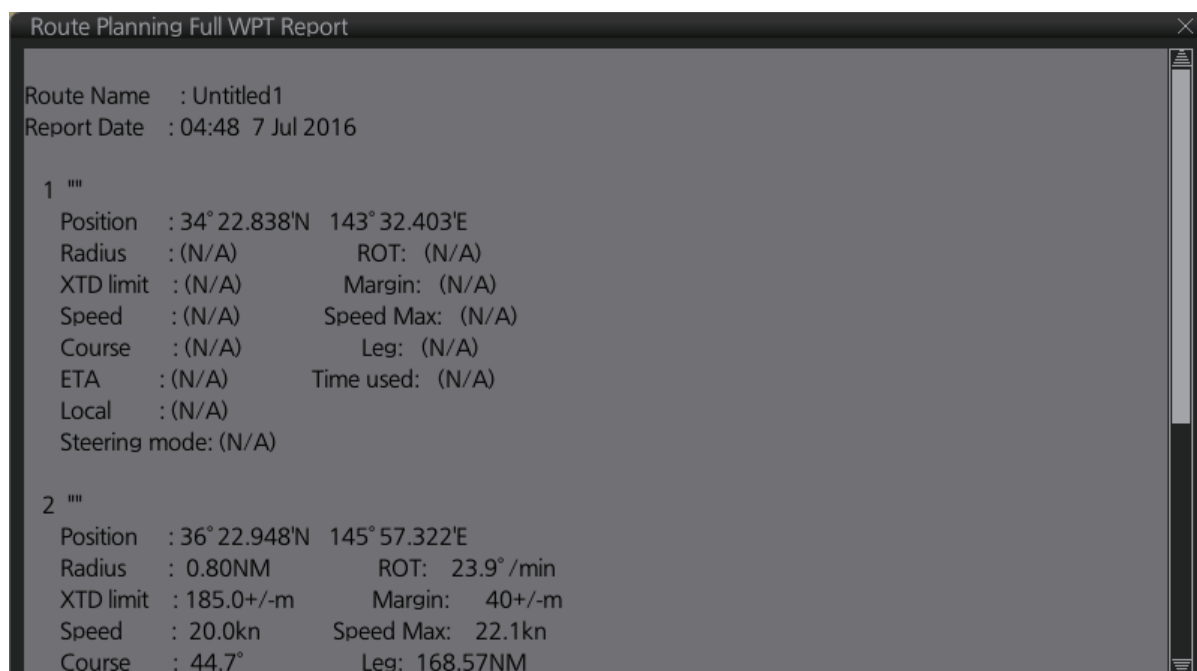 Route Planning Full WPT Report
Route Name : Untitled1
Report Date : 04:48 7 Jul 2016
1 ""
Position : 34° 22.838'N 143° 32.403'E
Radius : (N/A) ROT: (N/A)
XTD limit : (N/A) Margin: (N/A)
Speed : (N/A) Speed Max: (N/A)
Course : (N/A) Leg: (N/A)
ETA : (N/A) Time used: (N/A)
Local : (N/A)
Steering mode: (N/A)
2 ""
Position : 36° 22.948'N 145° 57.322'E
Radius : 0.80NM ROT: 23.9°/min
XTD limit : 185.0+/-m Margin: 40+/-m
Speed : 20.0kn Speed Max: 22.1kn
Course : 44.7° Leg: 168.57NM